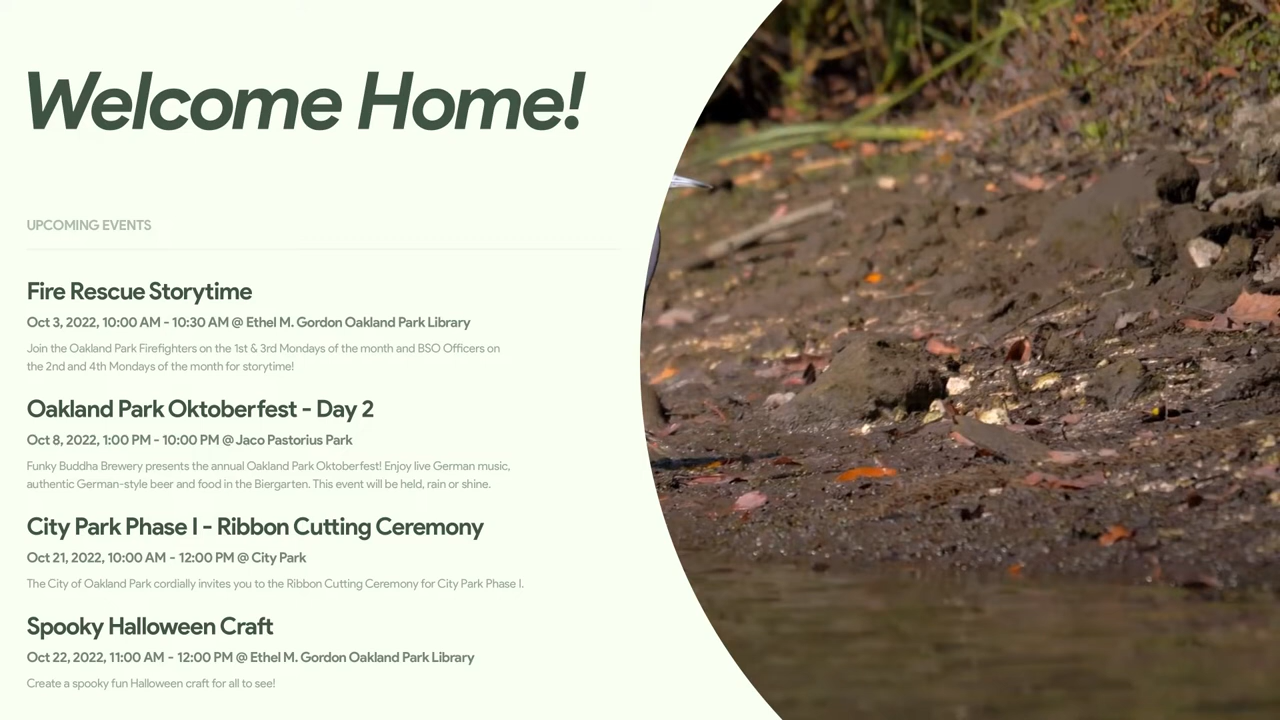 Welcome Home!
UPCOMING EVENTS
Fire Rescue Storytime
Oct 3, 2022, 10:00 AM - 10:30 AM @ Ethel M. Gordon Oakland Park Library
Join the Oakland Park Firefighters on the 1st & 3rd Mondays of the month and BSO Officers on
the 2nd and 4th Mondays of the month for storytime!
Oakland Park Oktoberfest - Day 2
Oct 8, 2022, 1:00 PM - 10:00 PM @ Jaco Pastorius Park
Funky Buddha Brewery presents the annual Oakland Park Oktoberfest! Enjoy live German music,
authentic German-style beer and food in the Biergarten. This event will be held, rain or shine.
City Park Phase I - Ribbon Cutting Ceremony
Oct 21, 2022, 10:00 AM - 12:00 PM @ City Park
The City of Oakland Park cordially invites you to the Ribbon Cutting Ceremony for City Park Phase I.
Spooky Halloween Craft
Oct 22, 2022, 11:00 AM - 12:00 PM @ Ethel M. Gordon Oakland Park Library
Create a spooky fun Halloween craft for all to see!